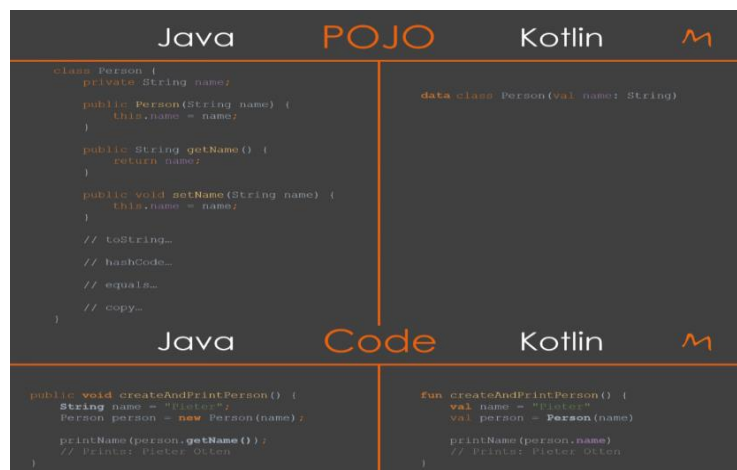 Java POJO Kotlin
class Person {
private String name;
public Person(String name) {
this.name = name;
}
public String getName() {
return name;
}
public void setName(String name) {
this.name = name;
}
// toString…
// hashCode…
// equals…
// copy…
}
data class Person(val name: String)
Java Code Kotlin
public void createAndPrintPerson() {
String name = "Pieter";
Person person = new Person(name);
printName(person.getName());
// Prints: Pieter Otten
}
fun createAndPrintPerson() {
val name = "Pieter"
val person = Person(name)
printName(person.name)
// Prints: Pieter Otten
}